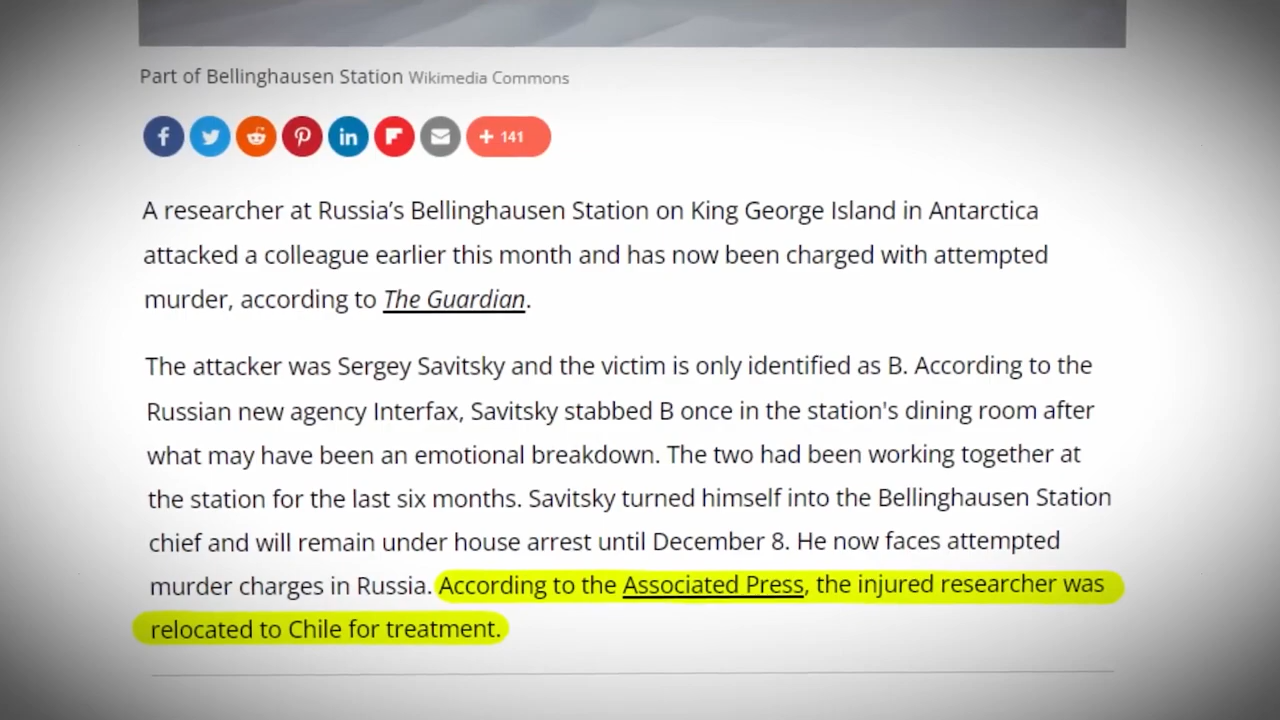 Part of Bellinghausen Station Wikimedia Commons
f in + 141
A researcher at Russia’s Bellinghausen Station on King George Island in Antarctica
attacked a colleague earlier this month and has now been charged with attempted
murder, according to The Guardian.
The attacker was Sergey Savitsky and the victim is only identified as B. According to the
Russian new agency Interfax, Savitsky stabbed B once in the station's dining room after
what may have been an emotional breakdown. The two had been working together at
the station for the last six months. Savitsky turned himself into the Bellinghausen Station
chief and will remain under house arrest until December 8. He now faces attempted
murder charges in Russia. According to the Associated Press, the injured researcher was
relocated to Chile for treatment.